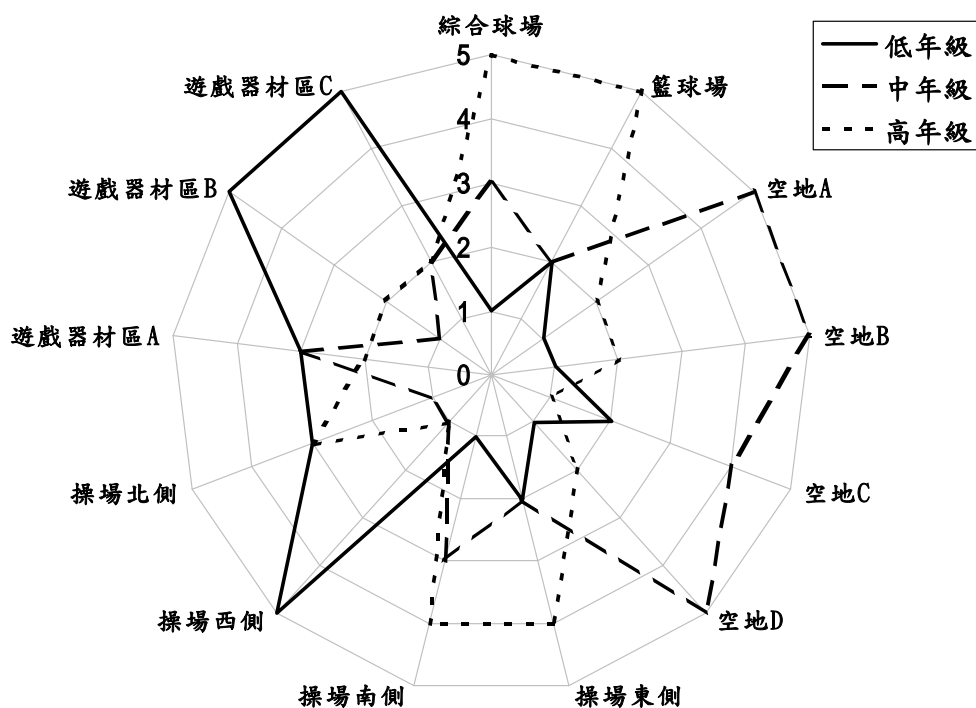 綜合球場
籃球場
空地A
空地B
空地C
空地D
操場東側
操場南側
操場西側
操場北側
遊戲器材區A
遊戲器材區B
遊戲器材區C
5
4
3
2
1
0
低年級
中年級
高年級